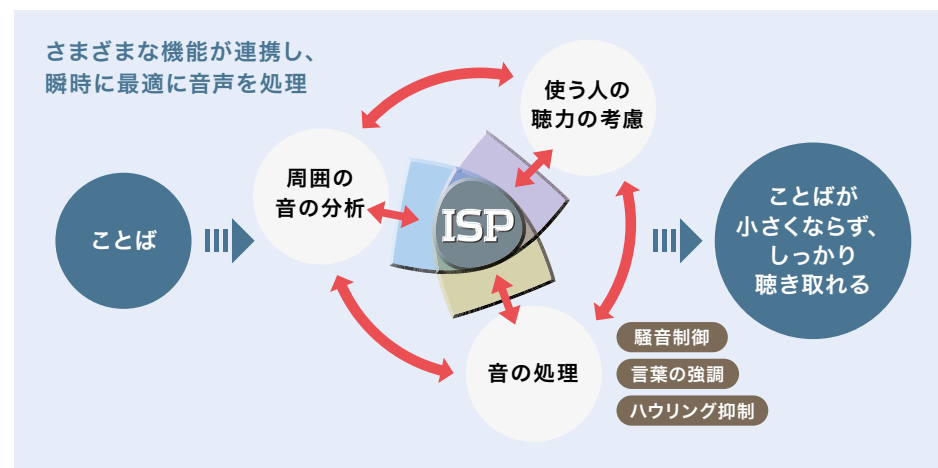 さまざまな機能が連携し、
瞬時に最適に音声を処理
ことば
周囲の
音の分析
使う人の
聴力の考慮
ISP
音の処理
騒音制御
言葉の強調
ハウリング抑制
ことばが
小さくならず、
しっかり
聴き取れる